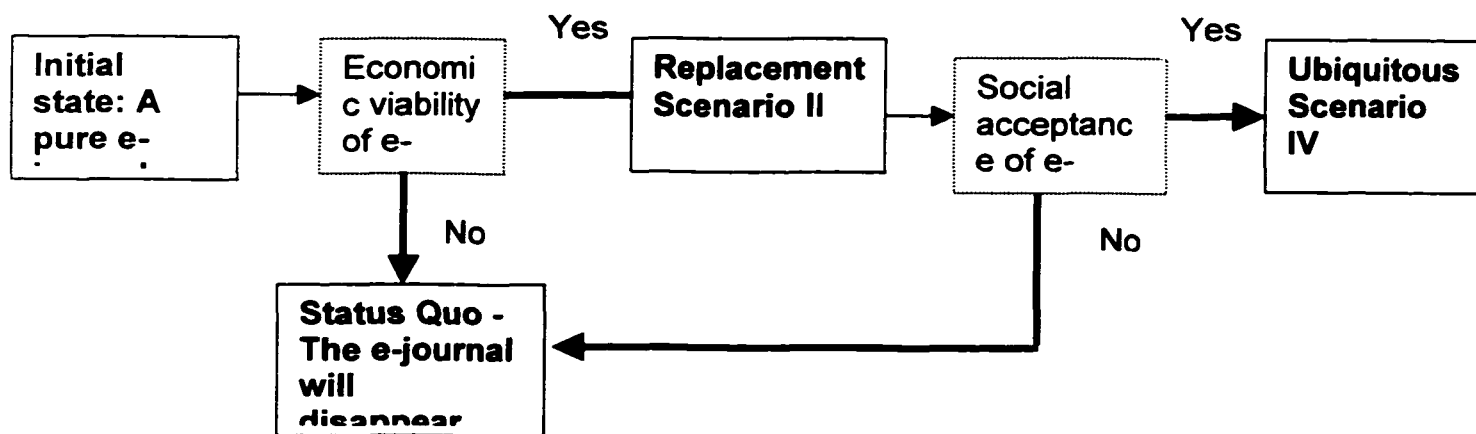 Initial
state: A
pure e-
Economi
c viability
of e-
Yes
Replacement
Scenario II
Social
acceptanc
e of e-
Yes
Ubiquitous
Scenario
IV
No
No
Status Quo -
The e-journal
will
disappear